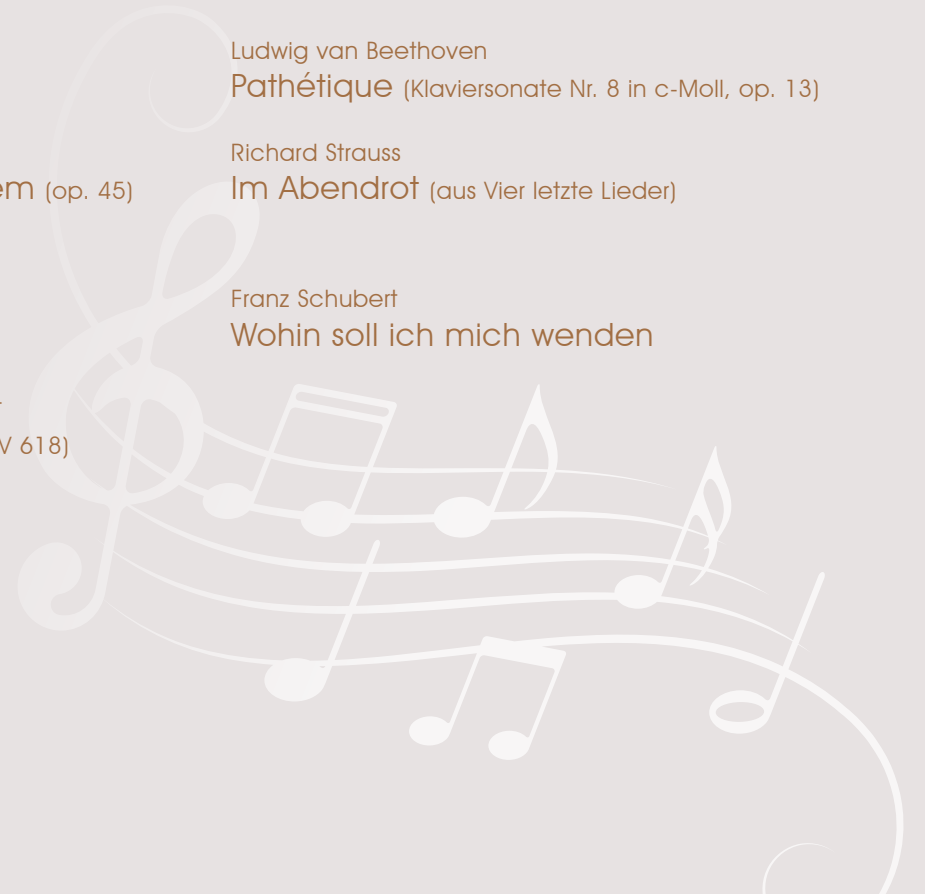 Ludwig van Beethoven
Pathétique (Klaviersonate Nr. 8 in c-Moll, op. 13)
Richard Strauss
(op. 45)
Im Abendrot (aus Vier letzte Lieder)
Franz Schubert
Wohin soll ich mich wenden
618)